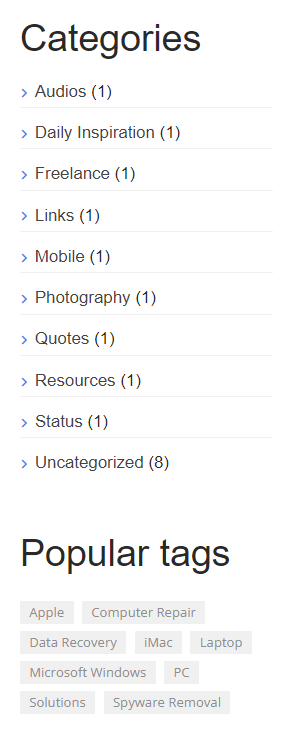 Categories
Audios (1)
Daily Inspiration (1)
Freelance (1)
Links (1)
Mobile (1)
Photography (1)
Quotes (1)
Resources (1)
Status (1)
Uncategorized (8)
Popular tags
Apple Computer Repair
Data Recovery iMac Laptop
Microsoft Windows PC
Solutions Spyware Removal